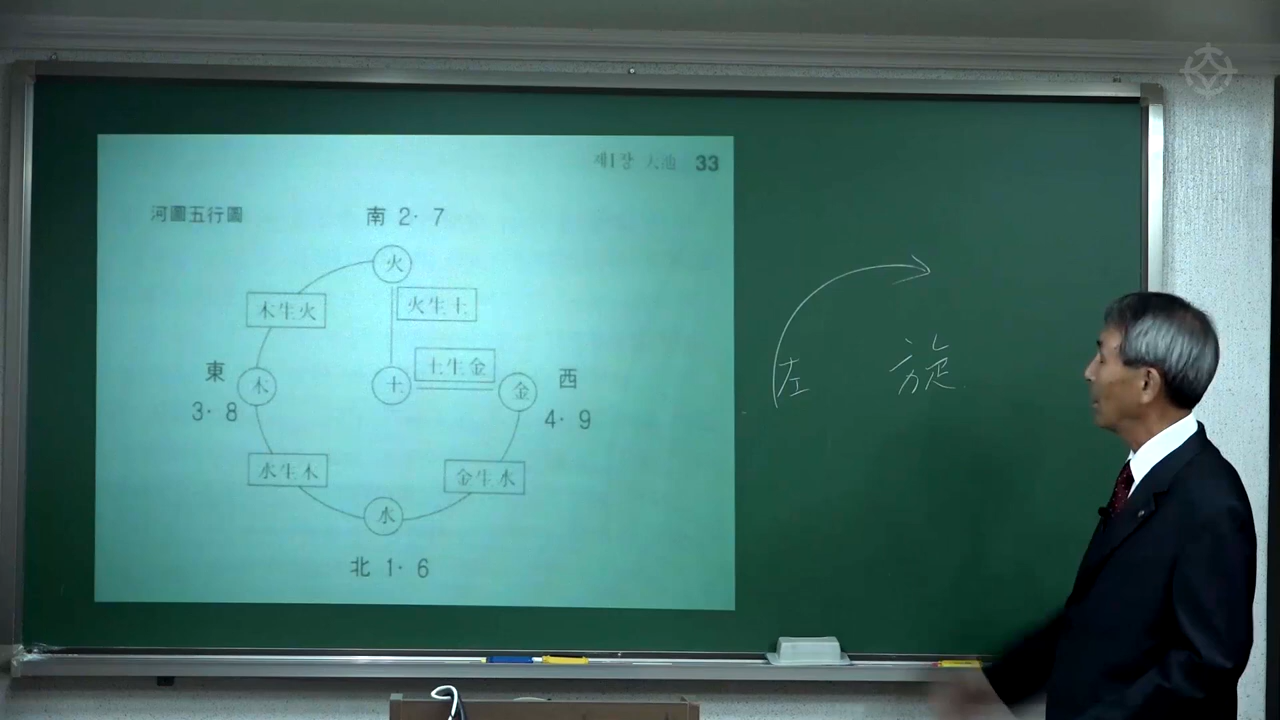 제1장 大池 33
河圖五行圖
南 2·7
火
木生火
火生土
土生金
東
木
土
金
西
3·8
4·9
水生木
金生水
水
北 1·6
左 旋